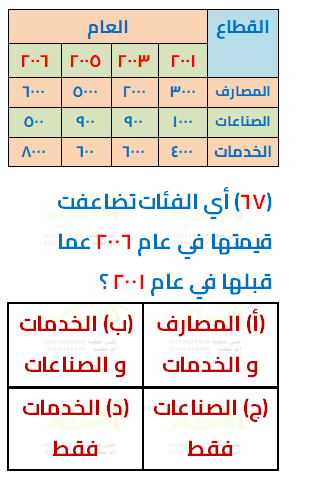 القطاع العام
٢٠٠١ ٢٠٠٣ ٢٠٠٥ ٢٠٠٦
المصارف ٣٠٠٠ ٢٠٠٠ ٥٠٠٠ ٦٠٠٠
الصناعات ١٠٠٠ ٩٠٠ ٩٠٠ ٥٠٠
الخدمات ٤٠٠٠ ٦٠٠٠ ٦٠٠ ٨٠٠٠
(٦٧) أي الفئات تضاعفت
قيمتها في عام ٢٠٠٦ عما
قبلها في عام ٢٠٠١ ؟
(أ) المصارف و الخدمات
(ب) الخدمات و الصناعات
(ج) الصناعات فقط
(د) الخدمات فقط